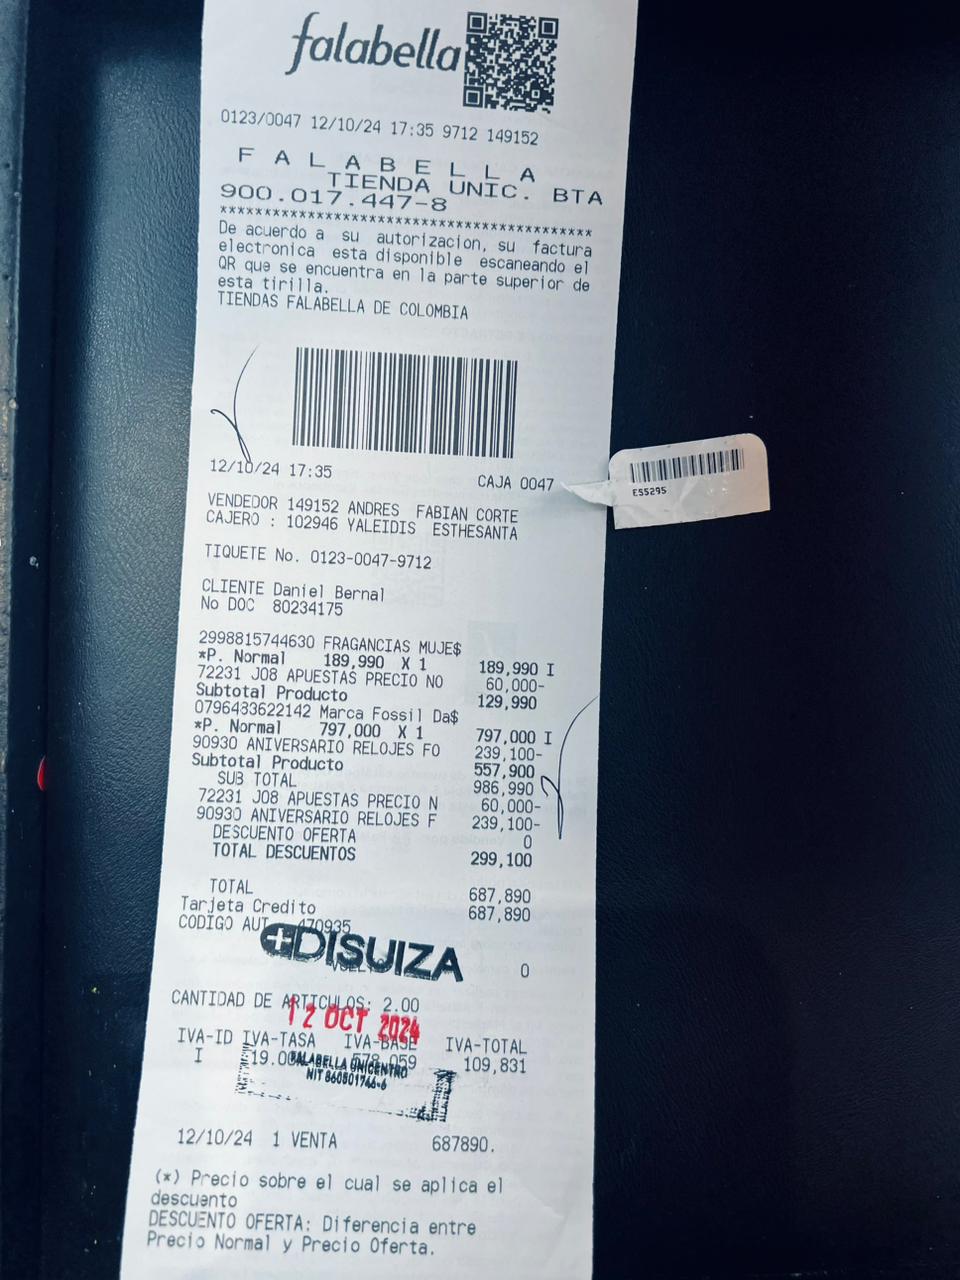 falabella
0123/0047 12/10/24 17:35 9712 149152
F A L A B E L L A
TIENDA UNIC. BTA
900.017.447-8
******************************************
De acuerdo a su autorizacion, su factura
electronica esta disponible escaneando el
QR que se encuentra en la parte superior de
esta tirilla.
TIENDAS FALABELLA DE COLOMBIA
12/10/24 17:35 CAJA 0047
E55295
VENDEDOR 149152 ANDRES FABIAN CORTE
CAJERO : 102946 YALEIDIS ESTHESANTA
TIQUETE No. 0123-0047-9712
CLIENTE Daniel Bernal
No DOC 80234175
2998815744630 FRAGANCIAS MUJE$
*P. Normal 189,990 X 1 189,990 I
72231 J08 APUESTAS PRECIO NO 60,000-
Subtotal Producto 129,990
0796483622142 Marca Fossil Da$
*P. Normal 797,000 X 1 797,000 I
90930 ANIVERSARIO RELOJES FO 239,100-
Subtotal Producto 557,900
SUB TOTAL 986,990
72231 J08 APUESTAS PRECIO N 60,000-
90930 ANIVERSARIO RELOJES F 239,100-
DESCUENTO OFERTA 0
TOTAL DESCUENTOS 299,100
TOTAL 687,890
Tarjeta Credito 687,890
CODIGO AUT 470935
DISUIZA
0
CANTIDAD DE ARTICULOS: 2.00
12 OCT 2024
IVA-ID IVA-TASA IVA-BASE IVA-TOTAL
I 19.00 578,059 109,831
FALABELLA UNICENTRO
NIT 860501746-6
12/10/24 1 VENTA 687890.
(*) Precio sobre el cual se aplica el
descuento
DESCUENTO OFERTA: Diferencia entre
Precio Normal y Precio Oferta.